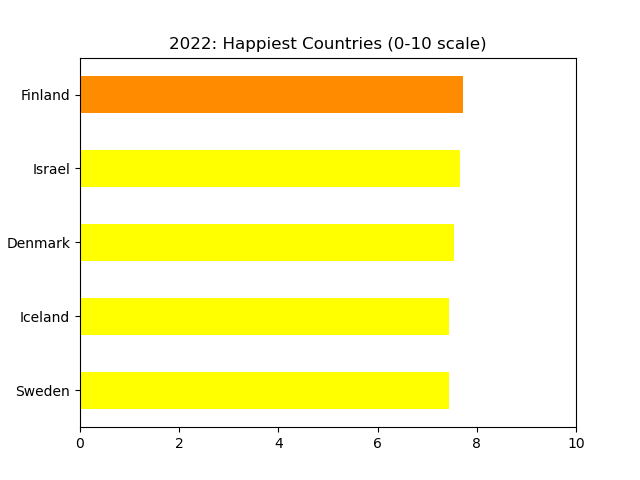 2022: Happiest Countries (0-10 scale)
Finland
Israel
Denmark
Iceland
Sweden
0 2 4 6 8 10